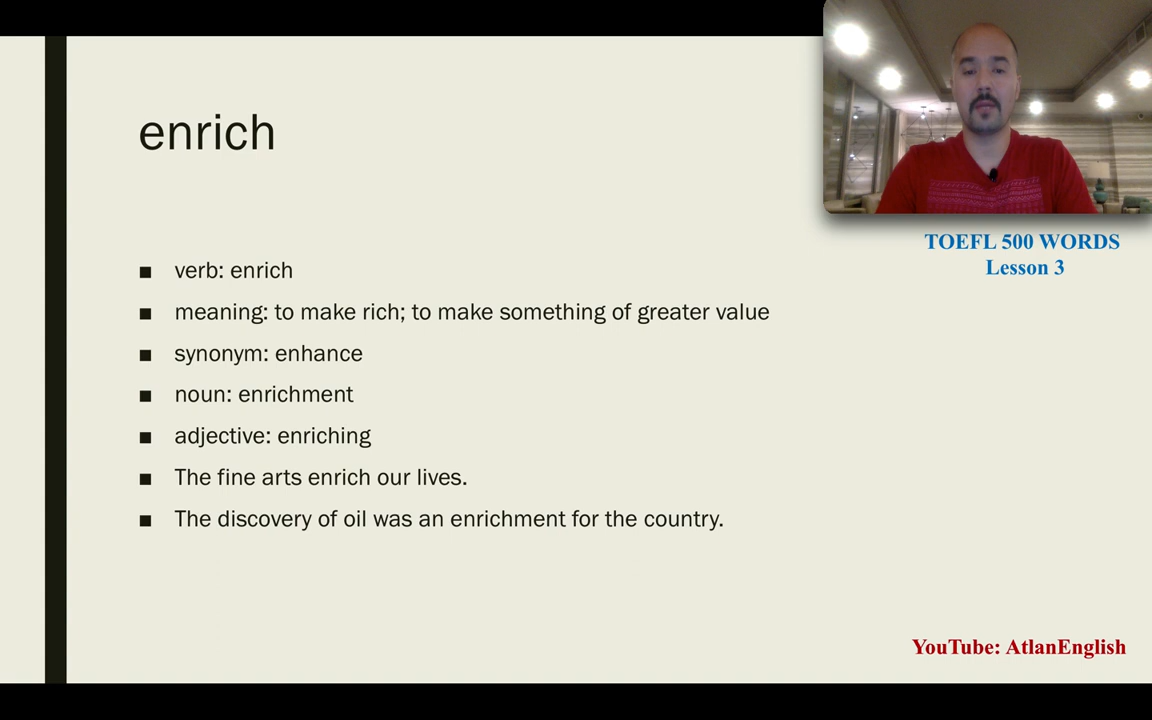 enrich
TOEFL 500 WORDS
Lesson 3
■ verb: enrich
■ meaning: to make rich; to make something of greater value
■ synonym: enhance
■ noun: enrichment
■ adjective: enriching
■ The fine arts enrich our lives.
■ The discovery of oil was an enrichment for the country.
YouTube: AtlanEnglish